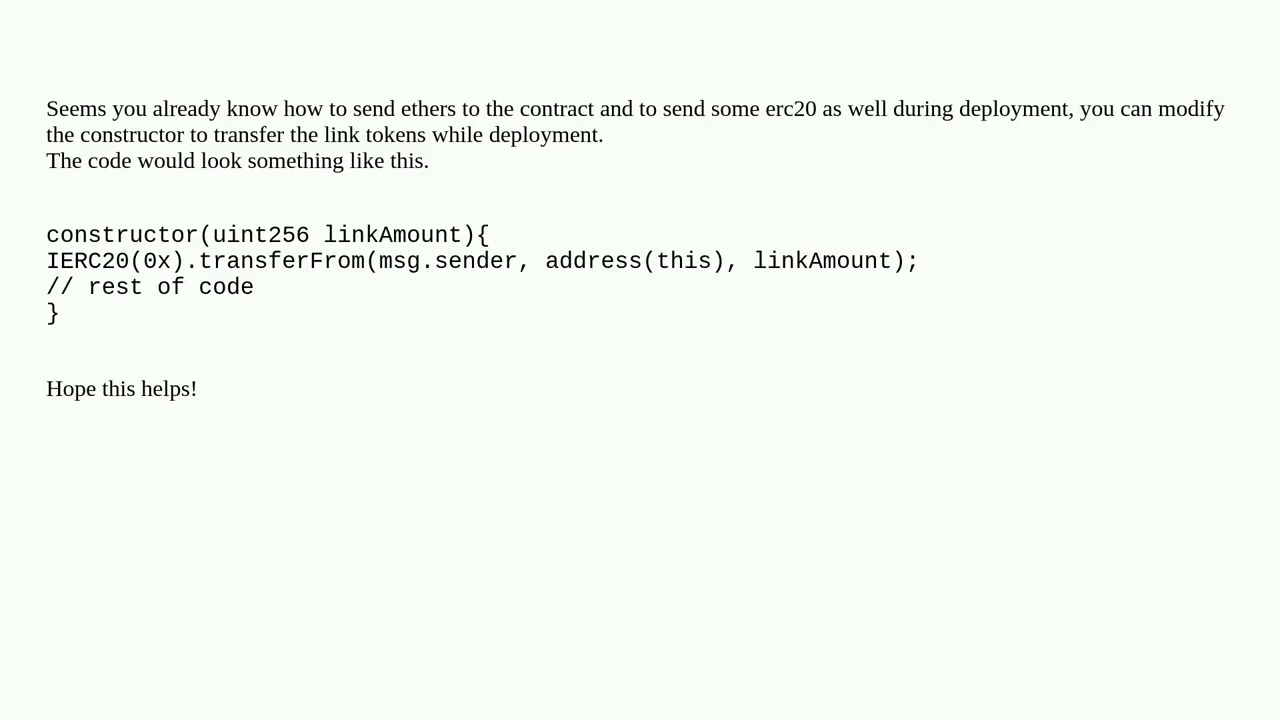 Seems you already know how to send ethers to the contract and to send some erc20 as well during deployment, you can modify
the constructor to transfer the link tokens while deployment.
The code would look something like this.
constructor(uint256 linkAmount){
IERC20(0x).transferFrom(msg.sender, address(this), linkAmount);
// rest of code
}
Hope this helps!